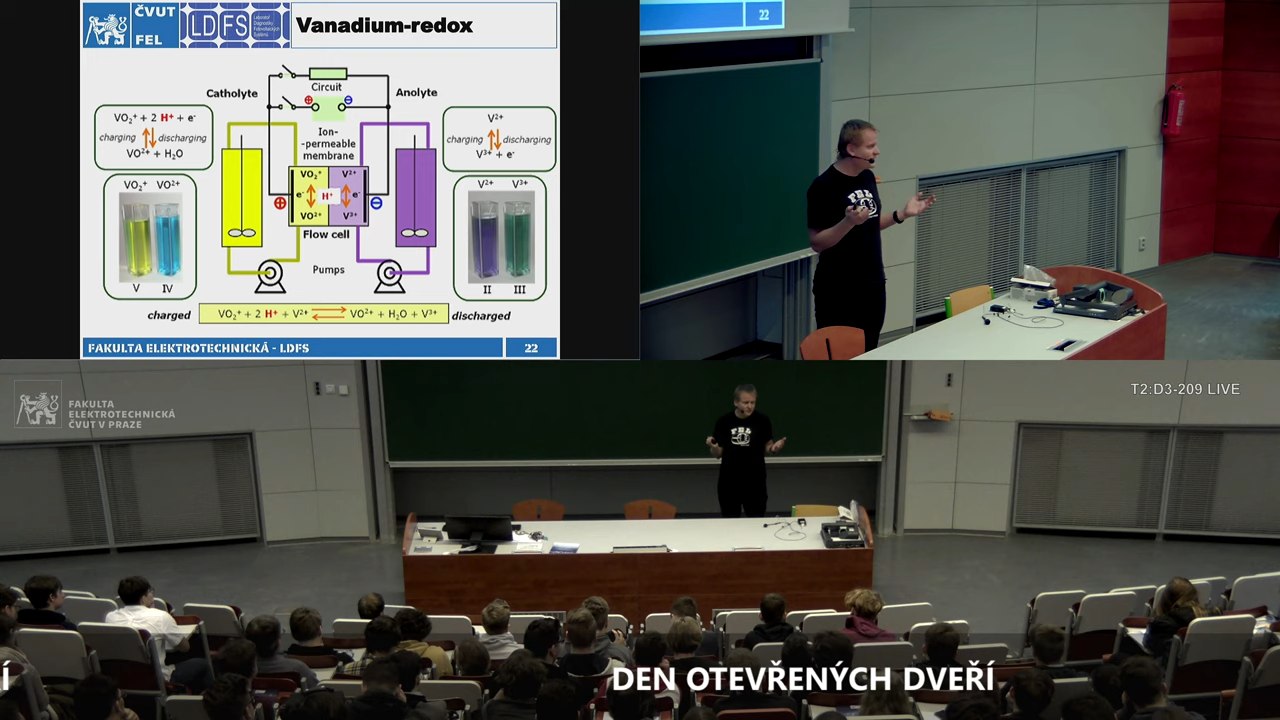 ČVUT
FEL
LDFS
Vanadium-redox
Circuit
Catholyte
Anolyte
VO₂⁺ + 2 H⁺ + e⁻
charging discharging
VO²⁺ + H₂O
V²⁺
charging discharging
V³⁺ + e⁻
Ion-
-permeable
membrane
VO₂⁺ VO²⁺
V IV
VO₂⁺ V²⁺
e⁻ H⁺ e⁻
VO²⁺ V³⁺
Flow cell
Pumps
V²⁺ V³⁺
II III
charged
VO₂⁺ + 2 H⁺ + V²⁺ VO²⁺ + H₂O + V³⁺
discharged
FAKULTA ELEKTROTECHNICKÁ - LDFS 22
22
FEL
FAKULTA
ELEKTROTECHNICKÁ
ČVUT V PRAZE
T2:D3-209 LIVE
FEL
Í DEN OTEVŘENÝCH DVEŘÍ